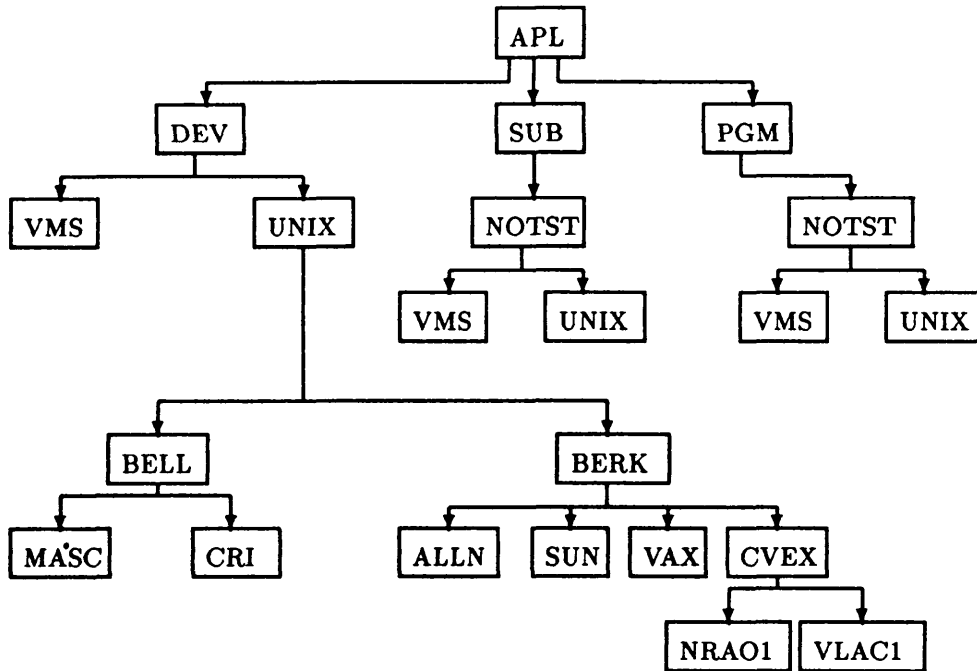 APL
DEV SUB PGM
VMS UNIX NOTST NOTST
VMS UNIX VMS UNIX
BELL BERK
MASC CRI ALLN SUN VAX CVEX
NRAO1 VLAC1